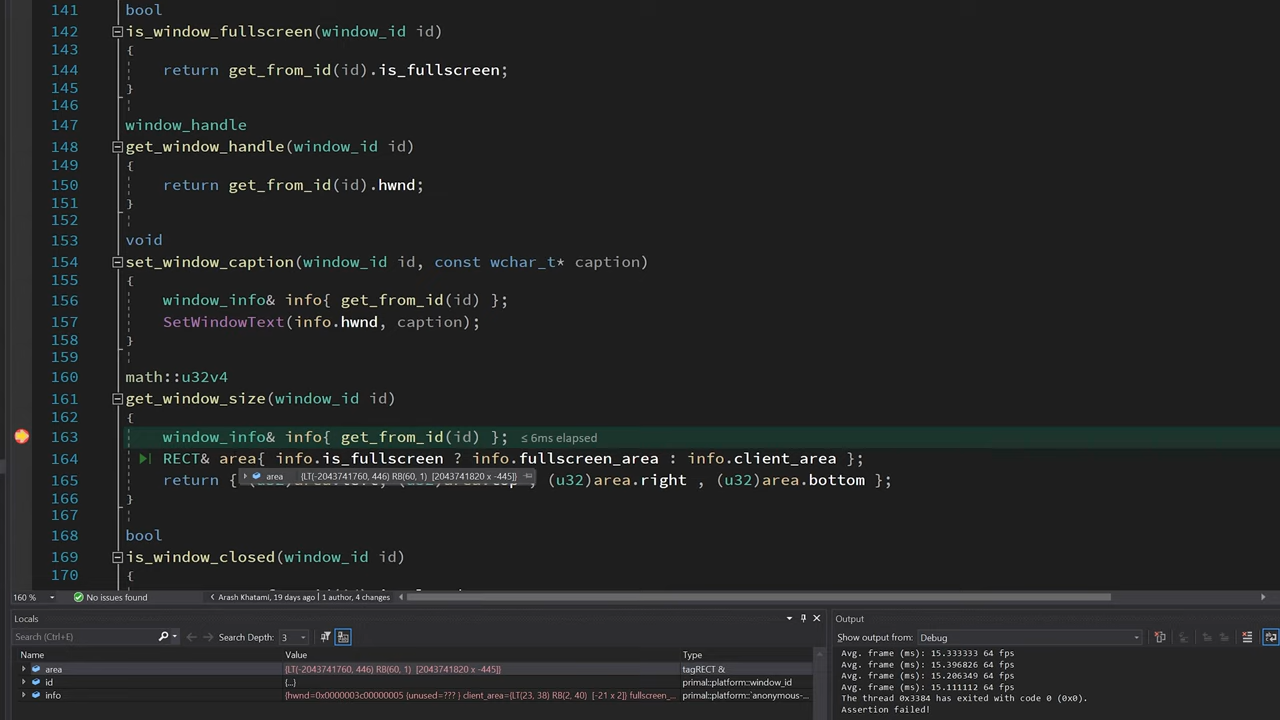 141 bool
142 is_window_fullscreen(window_id id)
143 {
144 return get_from_id(id).is_fullscreen;
145 }
146
147 window_handle
148 get_window_handle(window_id id)
149 {
150 return get_from_id(id).hwnd;
151 }
152
153 void
154 set_window_caption(window_id id, const wchar_t* caption)
155 {
156 window_info& info{ get_from_id(id) };
157 SetWindowText(info.hwnd, caption);
158 }
159
160 math::u32v4
161 get_window_size(window_id id)
162 {
163 window_info& info{ get_from_id(id) }; ≤ 6ms elapsed
164 RECT& area{ info.is_fullscreen ? info.fullscreen_area : info.client_area };
area {LT(-2043741760, 446) RB(60, 1) [2043741820 x -445]}
165 return { (u32)area.right , (u32)area.bottom };
166 }
167
168 bool
169 is_window_closed(window_id id)
170 {
160 % No issues found Arash Khatami, 19 days ago | 1 author, 4 changes
Locals
Search (Ctrl+E) Search Depth: 3
Name Value Type
area {LT(-2043741760, 446) RB(60, 1) [2043741820 x -445]} tagRECT &
id {...} primal::platform::window_id
info {hwnd=0x0000003c00000005 {unused=??? } client_area={LT(23, 38) RB(2, 40) [-21 x 2]} fullscreen_... primal::platform::`anonymous-...
Output
Show output from: Debug
Avg. frame (ms): 15.333333 64 fps
Avg. frame (ms): 15.396826 64 fps
Avg. frame (ms): 15.206349 64 fps
Avg. frame (ms): 15.111112 64 fps
The thread 0x3384 has exited with code 0 (0x0).
Assertion failed!